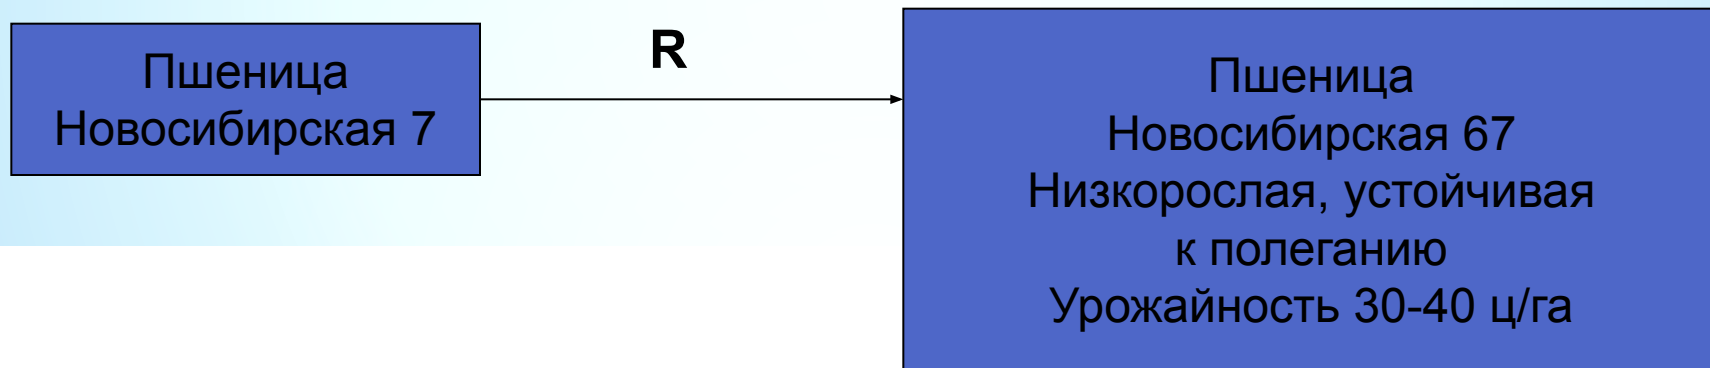 Пшеница
Новосибирская 7
R
Пшеница
Новосибирская 67
Низкорослая, устойчивая
к полеганию
Урожайность 30-40 ц/га